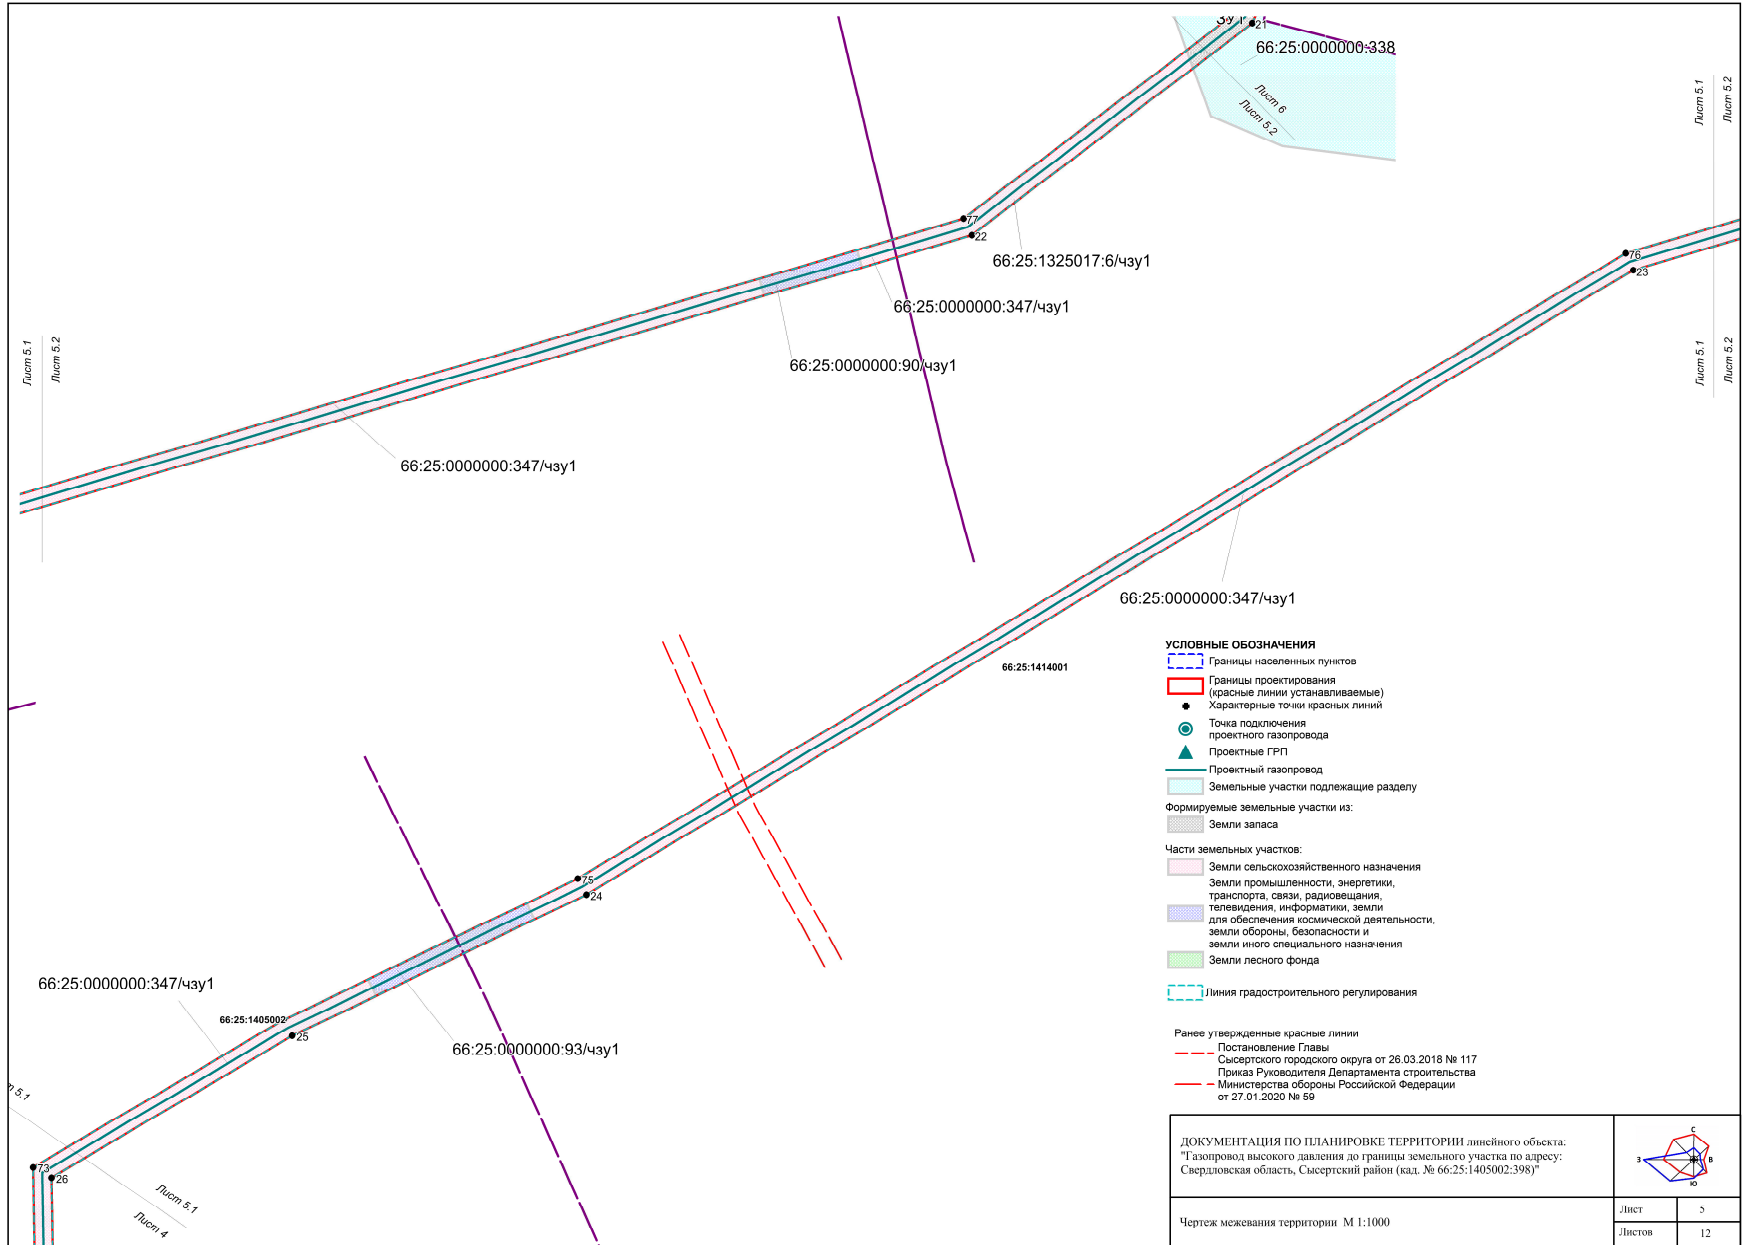 ЗУ1
21
66:25:0000000:338
Лист 6
Лист 5.2
Лист 5.1
Лист 5.2
77
22
66:25:1325017:6/чзу1
76
23
66:25:0000000:347/чзу1
Лист 5.1
Лист 5.2
66:25:0000000:90/чзу1
Лист 5.1
Лист 5.2
66:25:0000000:347/чзу1
66:25:0000000:347/чзу1
66:25:1414001
75
24
66:25:0000000:347/чзу1
66:25:1405002
25
66:25:0000000:93/чзу1
5.1
73
26
Лист 5.1
Лист 4
УСЛОВНЫЕ ОБОЗНАЧЕНИЯ
Границы населенных пунктов
Границы проектирования
(красные линии устанавливаемые)
Характерные точки красных линий
Точка подключения
проектного газопровода
Проектные ГРП
Проектный газопровод
Земельные участки подлежащие разделу
Формируемые земельные участки из:
Земли запаса
Части земельных участков:
Земли сельскохозяйственного назначения
Земли промышленности, энергетики,
транспорта, связи, радиовещания,
телевидения, информатики, земли
для обеспечения космической деятельности,
земли обороны, безопасности и
земли иного специального назначения
Земли лесного фонда
Линия градостроительного регулирования
Ранее утвержденные красные линии
Постановление Главы
Сысертского городского округа от 26.03.2018 № 117
Приказ Руководителя Департамента строительства
Министерства обороны Российской Федерации
от 27.01.2020 № 59
ДОКУМЕНТАЦИЯ ПО ПЛАНИРОВКЕ ТЕРРИТОРИИ линейного объекта:
"Газопровод высокого давления до границы земельного участка по адресу:
Свердловская область, Сысертский район (кад. № 66:25:1405002:398)"
С
З
В
Ю
Чертеж межевания территории М 1:1000
Лист 5
Листов 12